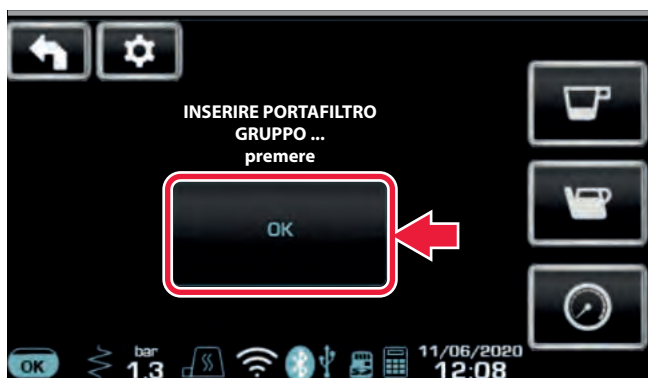 INSERIRE PORTAFILTRO
GRUPPO ...
premere
OK
OK
bar
1.3
11/06/2020
12:08